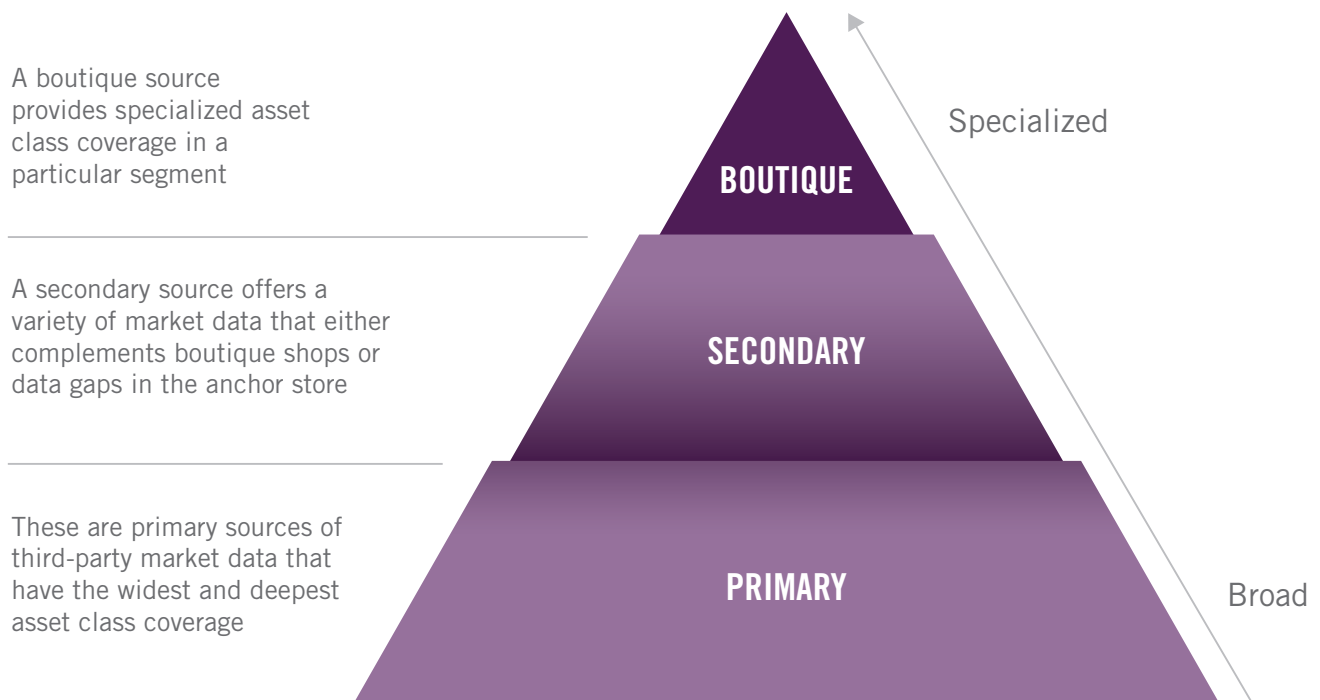 A boutique source
provides specialized asset
class coverage in a
particular segment
Specialized
BOUTIQUE
A secondary source offers a
variety of market data that either
complements boutique shops or
data gaps in the anchor store
SECONDARY
These are primary sources of
third-party market data that
have the widest and deepest
asset class coverage
PRIMARY
Broad